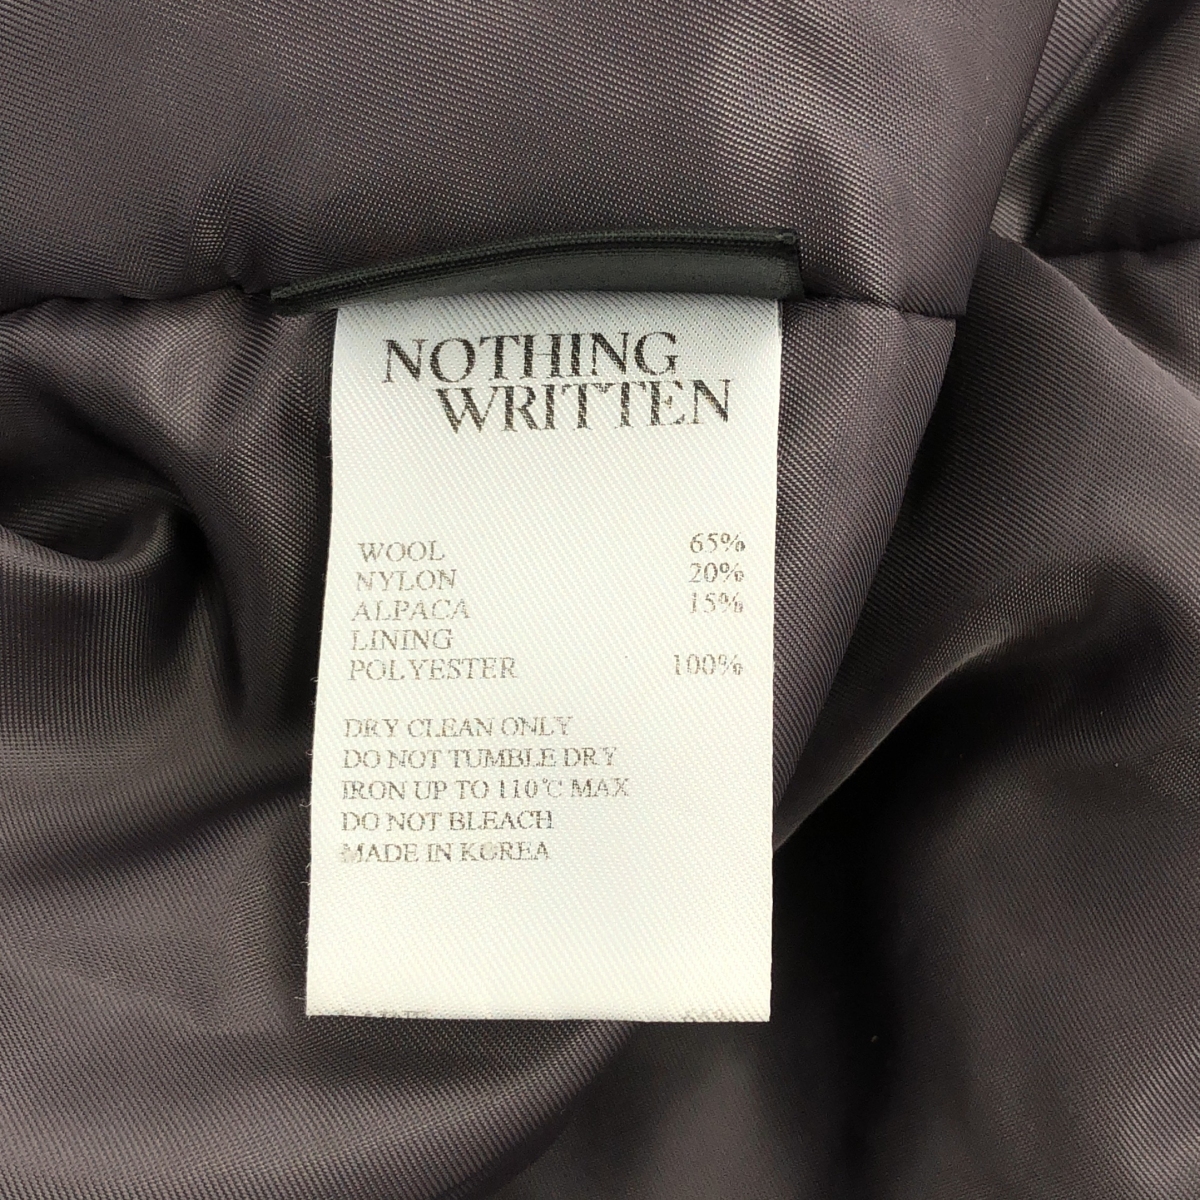 NOTHING
WRITTEN
WOOL 65%
NYLON 20%
ALPACA 15%
LINING
POLYESTER 100%
DRY CLEAN ONLY
DO NOT TUMBLE DRY
IRON UP TO 110℃ MAX
DO NOT BLEACH
MADE IN KOREA